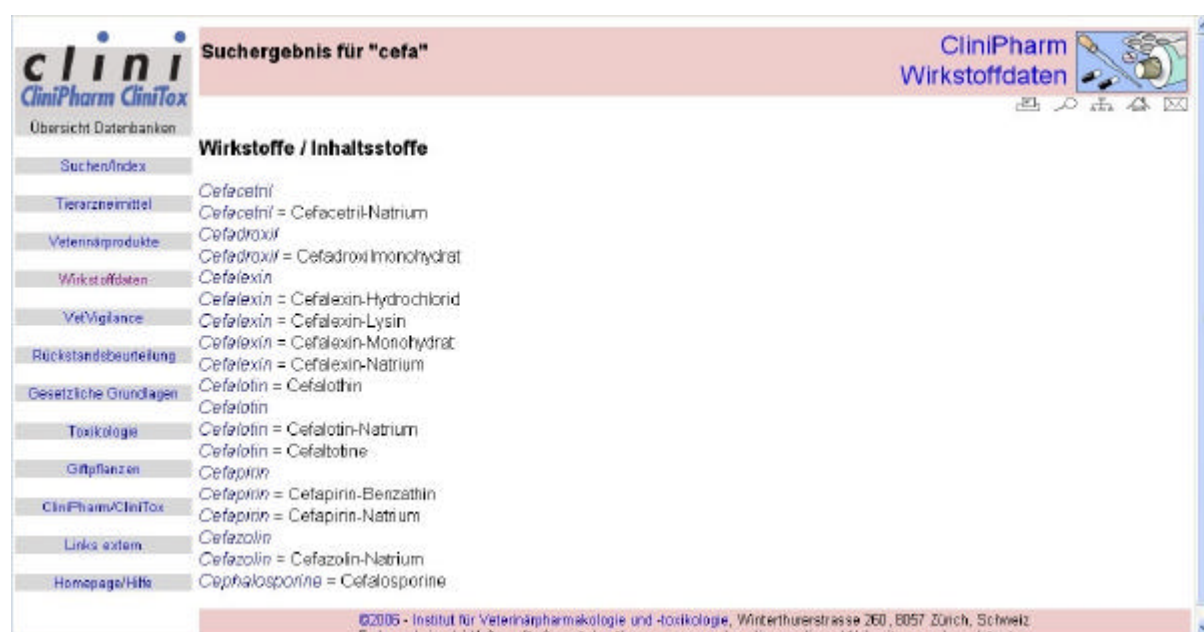 clini
CliniPharm CliniTox
Übersicht Datenbanken
Suchen/Index
Tierarzneimittel
Veterinärprodukte
Wirkstoffdaten
VetVigilance
Rückstandsbeurteilung
Gesetzliche Grundlagen
Toxikologie
Giftpflanzen
CliniPharm/CliniTox
Links extern
Homepage/Hilfe
Suchergebnis für "cefa"
CliniPharm
Wirkstoffdaten
Wirkstoffe / Inhaltsstoffe
Cefacetril
Cefacetril = Cefacetril-Natrium
Cefadroxil
Cefadroxil = Cefadroxilmonohydrat
Cefalexin
Cefalexin = Cefalexin-Hydrochlorid
Cefalexin = Cefalexin-Lysin
Cefalexin = Cefalexin-Monohydrat
Cefalexin = Cefalexin-Natrium
Cefalotin = Cefalothin
Cefalotin
Cefalotin = Cefalotin-Natrium
Cefalotin = Cefaltotine
Cefapirin
Cefapirin = Cefapirin-Benzathin
Cefapirin = Cefapirin-Natrium
Cefazolin
Cefazolin = Cefazolin-Natrium
Cephalosporine = Cefalosporine
©2006 - Institut für Veterinärpharmakologie und -toxikologie, Winterthurerstrasse 260, 8057 Zürich, Schweiz